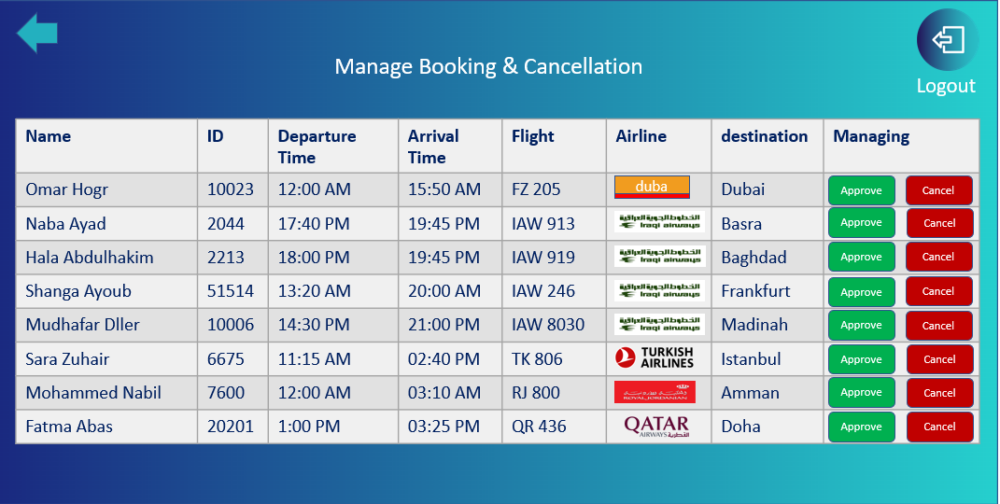 Manage Booking & Cancellation
Logout
Name ID Departure Time Arrival Time Flight Airline destination Managing
Omar Hogr 10023 12:00 AM 15:50 AM FZ 205 duba Dubai Approve Cancel
Naba Ayad 2044 17:40 PM 19:45 PM IAW 913 الخطوط الجوية العراقية Iraqi airways Basra Approve Cancel
Hala Abdulhakim 2213 18:00 PM 19:45 PM IAW 919 الخطوط الجوية العراقية Iraqi airways Baghdad Approve Cancel
Shanga Ayoub 51514 13:20 AM 20:00 AM IAW 246 الخطوط الجوية العراقية Iraqi airways Frankfurt Approve Cancel
Mudhafar Dller 10006 14:30 PM 21:00 PM IAW 8030 الخطوط الجوية العراقية Iraqi airways Madinah Approve Cancel
Sara Zuhair 6675 11:15 AM 02:40 PM TK 806 TURKISH AIRLINES Istanbul Approve Cancel
Mohammed Nabil 7600 12:00 AM 03:10 AM RJ 800 ROYAL JORDANIAN Amman Approve Cancel
Fatma Abas 20201 1:00 PM 03:25 PM QR 436 QATAR AIRWAYS القطرية Doha Approve Cancel